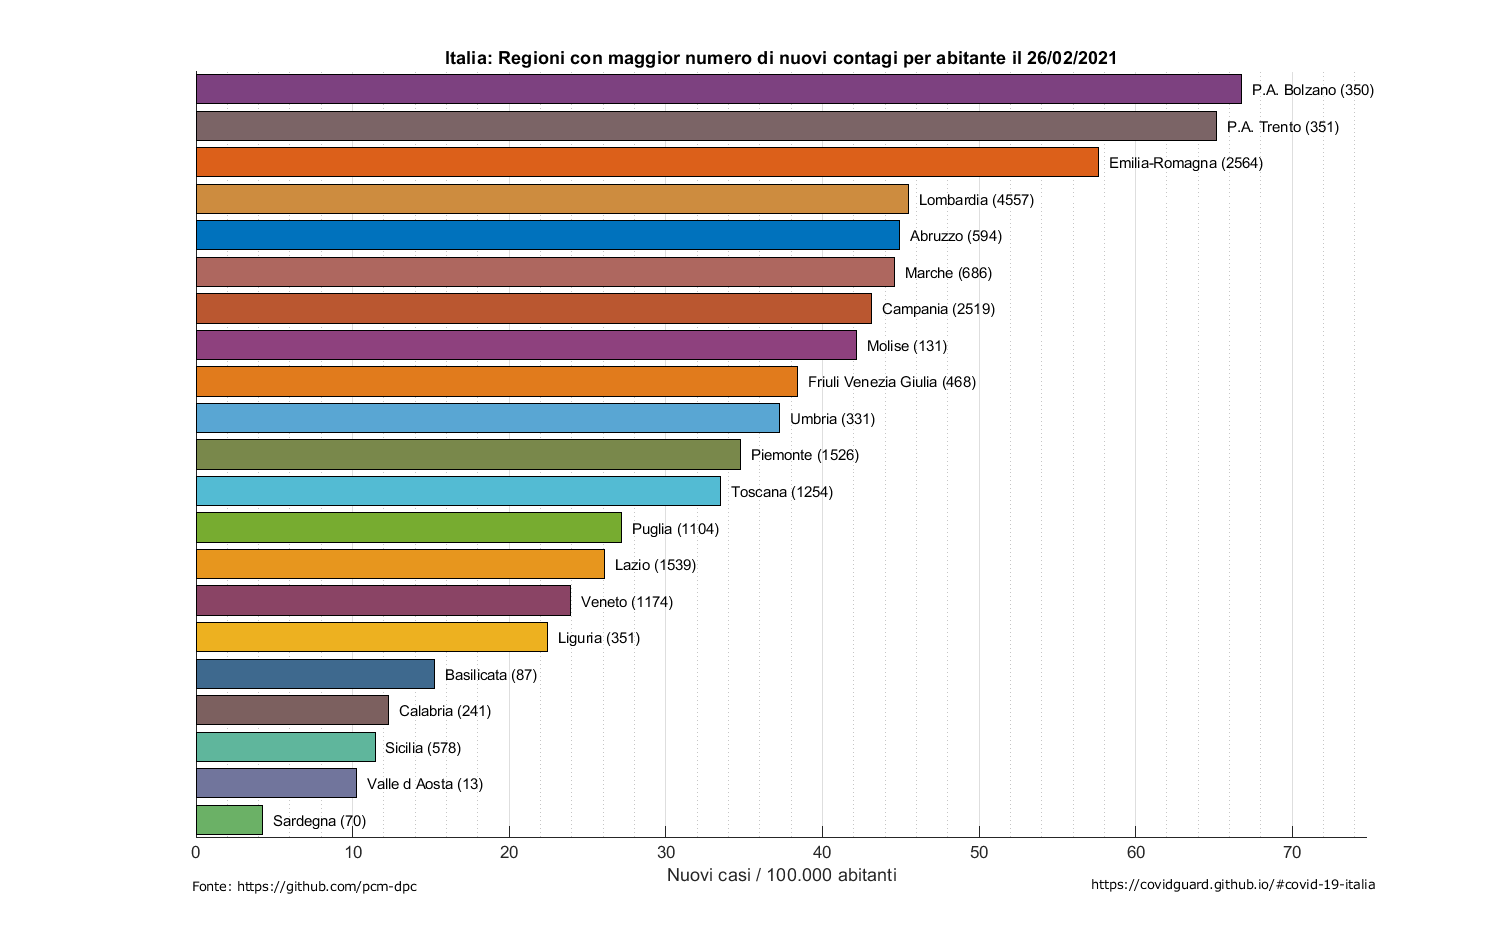 Italia: Regioni con maggior numero di nuovi contagi per abitante il 26/02/2021
P.A. Bolzano (350)
P.A. Trento (351)
Emilia-Romagna (2564)
Lombardia (4557)
Abruzzo (594)
Marche (686)
Campania (2519)
Molise (131)
Friuli Venezia Giulia (468)
Umbria (331)
Piemonte (1526)
Toscana (1254)
Puglia (1104)
Lazio (1539)
Veneto (1174)
Liguria (351)
Basilicata (87)
Calabria (241)
Sicilia (578)
Valle d Aosta (13)
Sardegna (70)
0 10 20 30 40 50 60 70
Nuovi casi / 100.000 abitanti
Fonte: https://github.com/pcm-dpc
https://covidguard.github.io/#covid-19-italia